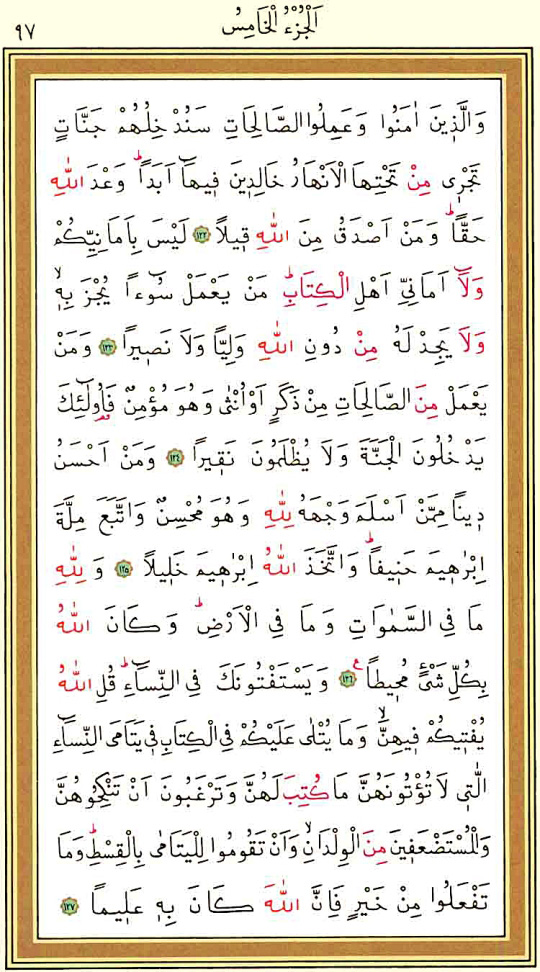 اَلْجُزْءُ الْخَامِسُ
٩٧
وَالَّذٖينَ اٰمَنُوا وَعَمِلُوا الصَّالِحَاتِ سَنُدْخِلُهُمْ جَنَّاتٍ
تَجْرٖى مِنْ تَحْتِهَا الْاَنْهَارُ خَالِدٖينَ فٖيهَٓا اَبَداًؕ وَعْدَ اللّٰهِ
حَقّاًؕ وَمَنْ اَصْدَقُ مِنَ اللّٰهِ قٖيلاً ﴿١٢٢﴾ لَيْسَ بِاَمَانِيِّكُمْ
وَلَٓا اَمَانِيِّ اَهْلِ الْكِتَابِؕ مَنْ يَعْمَلْ سُٓوءاً يُجْزَ بِهٖۙ
وَلَا يَجِدْ لَهُ مِنْ دُونِ اللّٰهِ وَلِيّاً وَلَا نَصٖيراً ﴿١٢٣﴾ وَمَنْ
يَعْمَلْ مِنَ الصَّالِحَاتِ مِنْ ذَكَرٍ اَوْ اُنْثٰى وَهُوَ مُؤْمِنٌ فَاُو۬لٰٓئِكَ
يَدْخُلُونَ الْجَنَّةَ وَلَا يُظْلَمُونَ نَقٖيراً ﴿١٢٤﴾ وَمَنْ اَحْسَنُ
دٖيناً مِمَّنْ اَسْلَمَ وَجْهَهُ لِلّٰهِ وَهُوَ مُحْسِنٌ وَاتَّبَعَ مِلَّةَ
اِبْرٰهٖيمَ حَنٖيفاًؕ وَاتَّخَذَ اللّٰهُ اِبْرٰهٖيمَ خَلٖيلاً ﴿١٢٥﴾ وَ لِلّٰهِ
مَا فِي السَّمٰوَاتِ وَ مَا فِي الْاَرْضِؕ وَكَانَ اللّٰهُ
بِكُلِّ شَيْءٍ مُحٖيطاً ﴿١٢٦﴾ع وَيَسْتَفْتُونَكَ فِي النِّسَٓاءِؕ قُلِ اللّٰهُ
يُفْتٖيكُمْ فٖيهِنَّۙ وَمَا يُتْلٰى عَلَيْكُمْ فِي الْكِتَابِ فٖي يَتَامَى النِّسَٓاءِ
الّٰتٖي لَا تُؤْتُونَهُنَّ مَا كُتِبَ لَهُنَّ وَتَرْغَبُونَ اَنْ تَنْكِحُوهُنَّ
وَالْمُسْتَضْعَفٖينَ مِنَ الْوِلْدَانِۙ وَاَنْ تَقُومُوا لِلْيَتَامٰى بِالْقِسْطِؕ وَمَا
تَفْعَلُوا مِنْ خَيْرٍ فَاِنَّ اللّٰهَ كَانَ بِهٖ عَلٖيماً ﴿١٢٧﴾